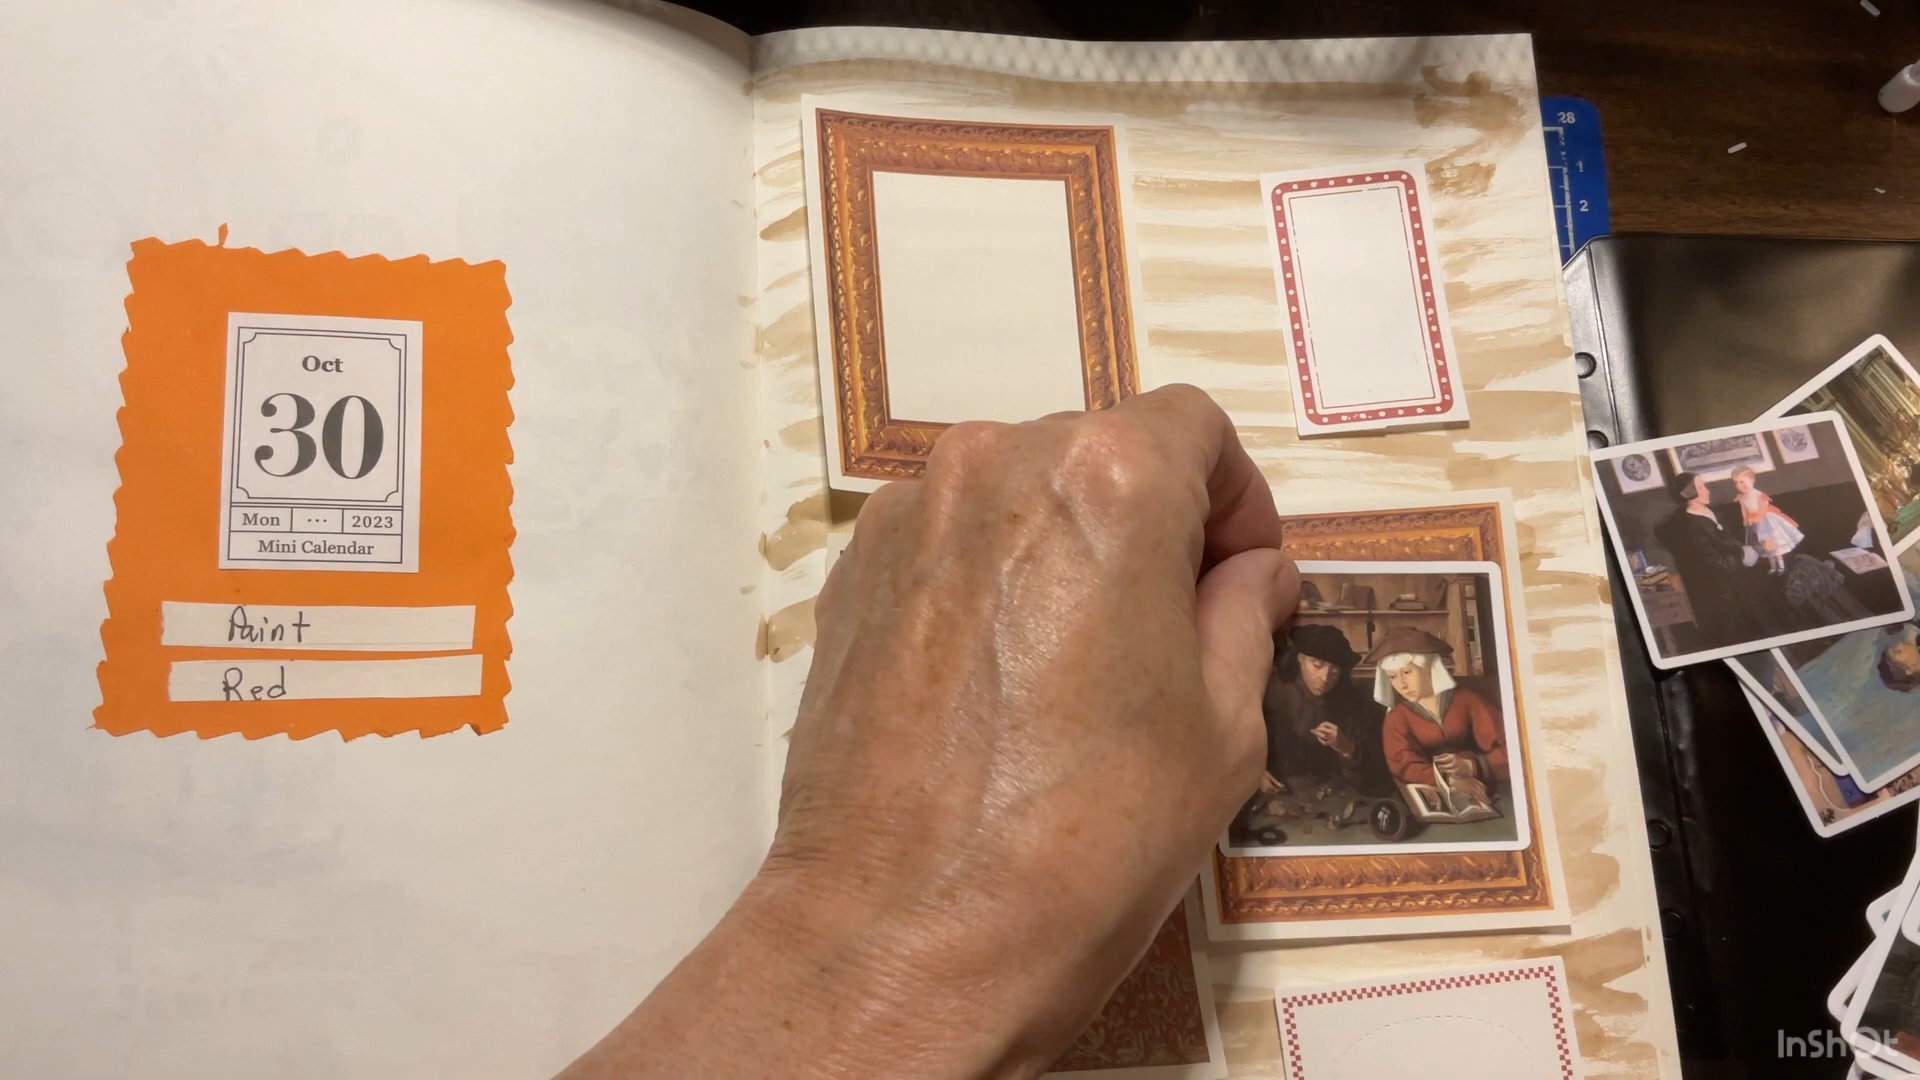 Oct
30
Mon ... 2023
Mini Calendar
Paint
Red
28
1
2
InShOt